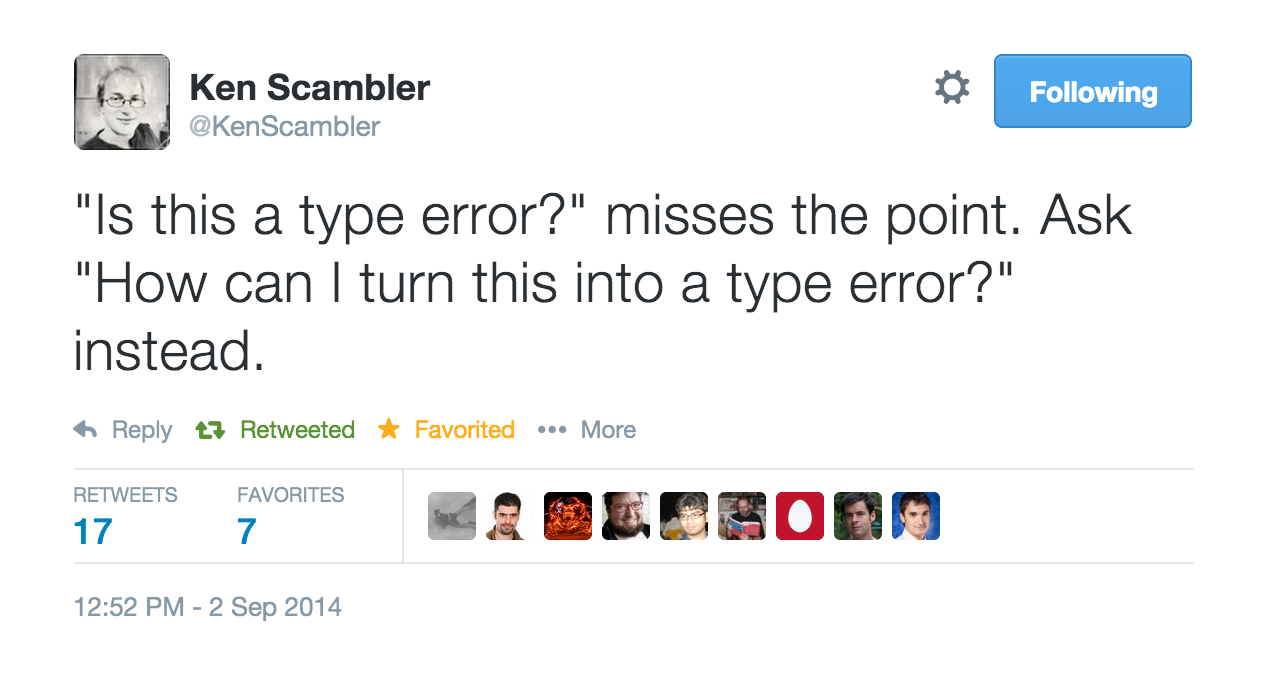 Ken Scambler
@KenScambler
Following
"Is this a type error?" misses the point. Ask
"How can I turn this into a type error?"
instead.
Reply Retweeted Favorited More
RETWEETS FAVORITES
17 7
12:52 PM - 2 Sep 2014